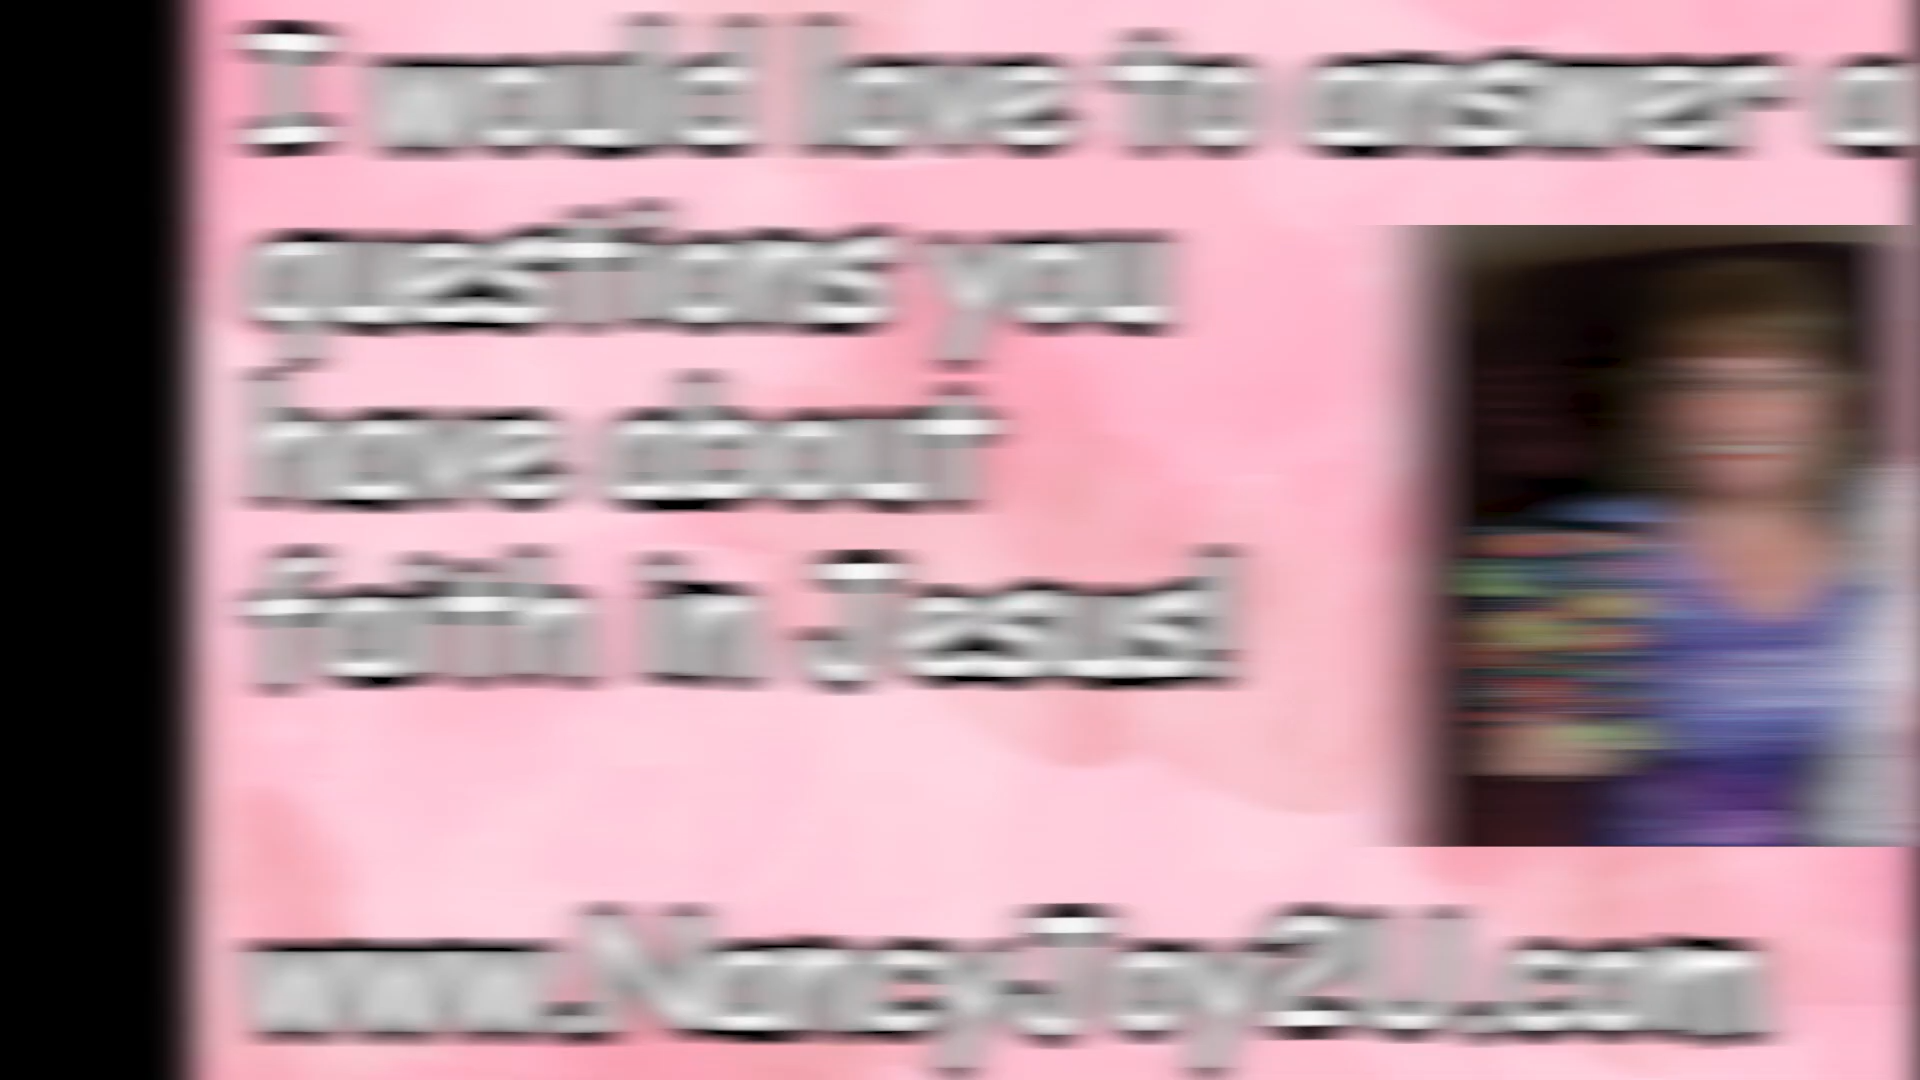 I would love to answer a
questions you
have about
faith in Jesus!
www.NancyJoy2U.com